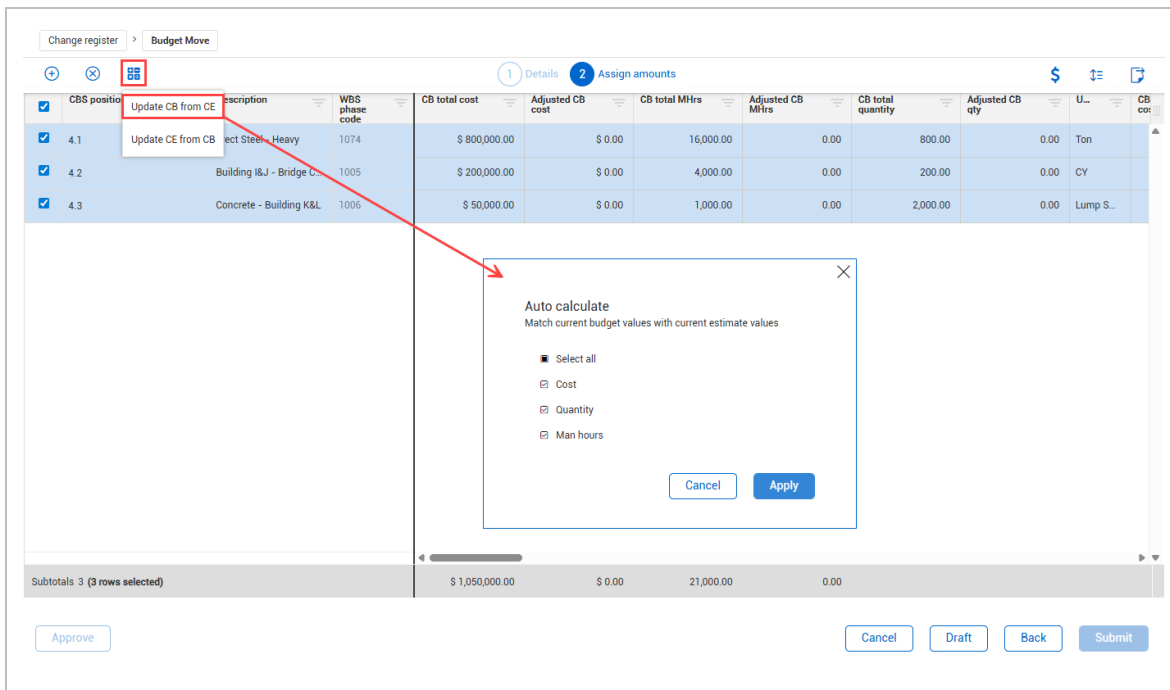 Change register > Budget Move
1 Details 2 Assign amounts $
CBS positio escription WBS phase code CB total cost Adjusted CB cost CB total MHrs Adjusted CB MHrs CB total quantity Adjusted CB qty U... CB
Update CB from CE
Update CE from CB
4.1 rect Steel - Heavy 1074 $ 800,000.00 $ 0.00 16,000.00 0.00 800.00 0.00 Ton
4.2 Building I&J - Bridge C... 1005 $ 200,000.00 $ 0.00 4,000.00 0.00 200.00 0.00 CY
4.3 Concrete - Building K&L 1006 $ 50,000.00 $ 0.00 1,000.00 0.00 2,000.00 0.00 Lump S...
Auto calculate
Match current budget values with current estimate values
Select all
Cost
Quantity
Man hours
Cancel Apply
Subtotals 3 (3 rows selected) $ 1,050,000.00 $ 0.00 21,000.00 0.00
Approve Cancel Draft Back Submit